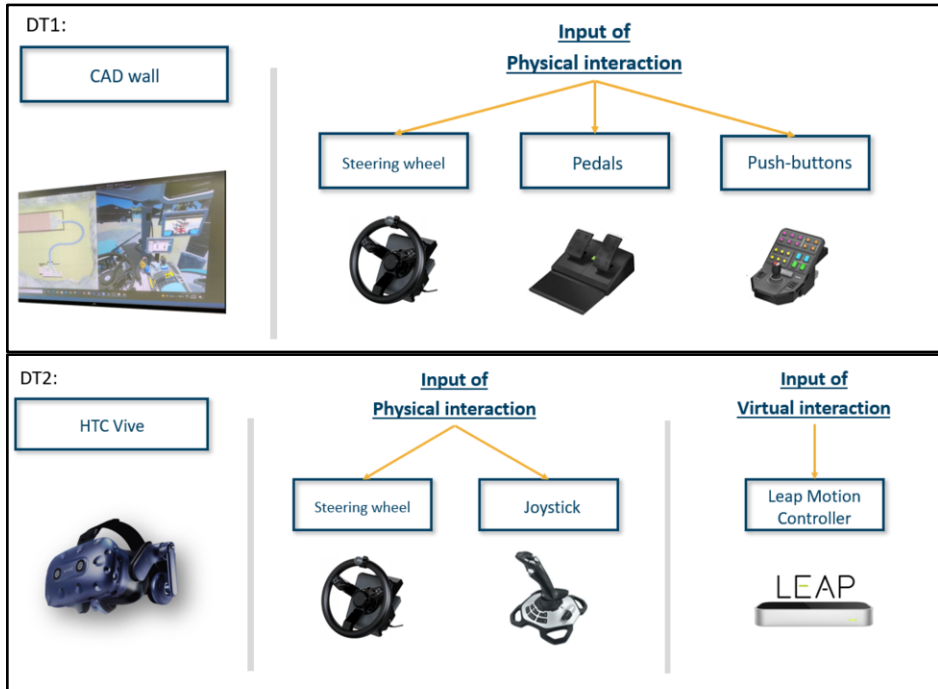 DT1:
CAD wall
Input of
Physical interaction
Steering wheel
Pedals
Push-buttons
DT2:
HTC Vive
Input of
Physical interaction
Steering wheel
Joystick
Input of
Virtual interaction
Leap Motion
Controller
LEAP